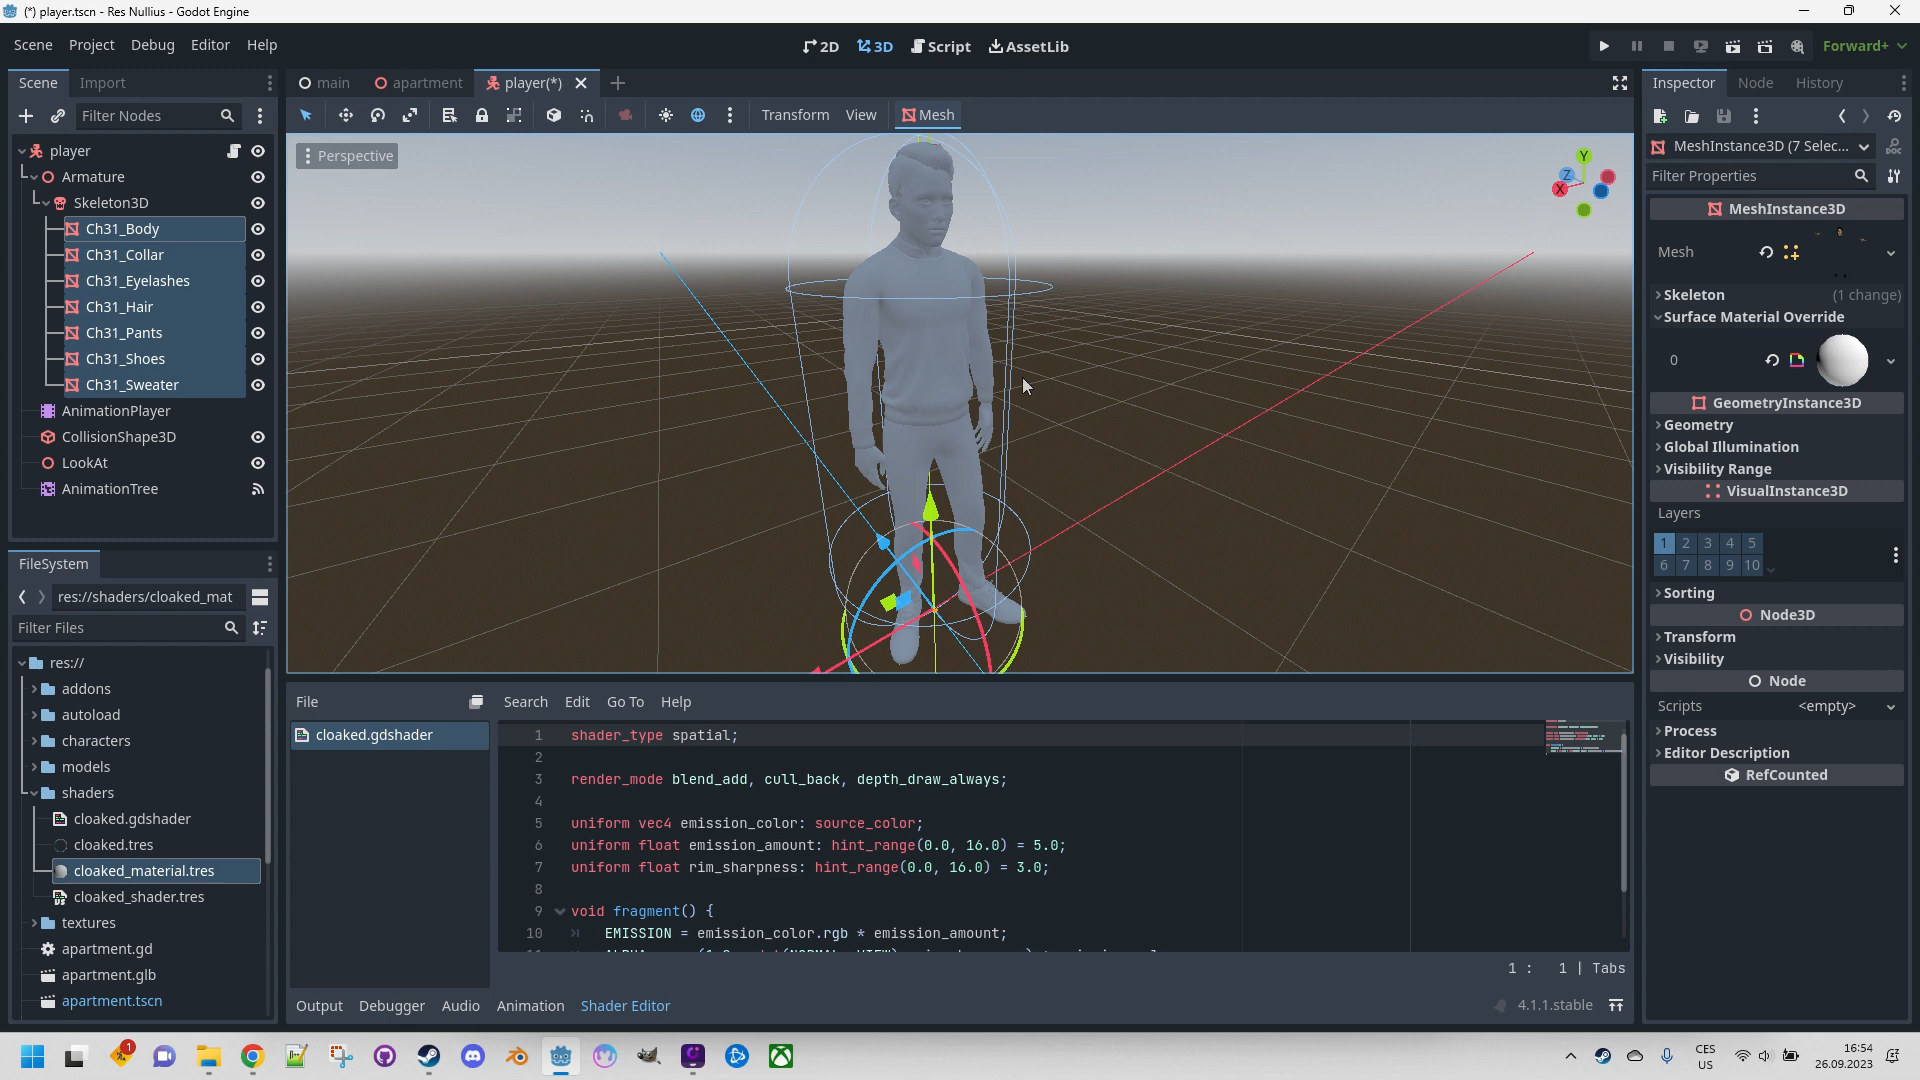 (*) player.tscn - Res Nullius - Godot Engine
Scene Project Debug Editor Help
2D 3D Script AssetLib
Forward+
Scene Import
main apartment player(*)
Inspector Node History
Filter Nodes
Transform View Mesh
player
Armature
Skeleton3D
Ch31_Body
Ch31_Collar
Ch31_Eyelashes
Ch31_Hair
Ch31_Pants
Ch31_Shoes
Ch31_Sweater
AnimationPlayer
CollisionShape3D
LookAt
AnimationTree
Perspective
Y
Z
X
MeshInstance3D (7 Selec...
DOC
Filter Properties
MeshInstance3D
Mesh
Skeleton (1 change)
Surface Material Override
0
GeometryInstance3D
Geometry
Global Illumination
Visibility Range
VisualInstance3D
Layers
1 2 3 4 5
6 7 8 9 10
Sorting
Node3D
Transform
Visibility
Node
Scripts <empty>
Process
Editor Description
RefCounted
FileSystem
res://shaders/cloaked_mat
Filter Files
res://
addons
autoload
characters
models
shaders
cloaked.gdshader
cloaked.tres
cloaked_material.tres
cloaked_shader.tres
textures
apartment.gd
apartment.glb
apartment.tscn
File
Search Edit Go To Help
cloaked.gdshader
1 shader_type spatial;
2
3 render_mode blend_add, cull_back, depth_draw_always;
4
5 uniform vec4 emission_color: source_color;
6 uniform float emission_amount: hint_range(0.0, 16.0) = 5.0;
7 uniform float rim_sharpness: hint_range(0.0, 16.0) = 3.0;
8
9 void fragment() {
10 EMISSION = emission_color.rgb * emission_amount;
1 : 1 | Tabs
Output Debugger Audio Animation Shader Editor
4.1.1.stable
1
CES
US
16:54
26.09.2023